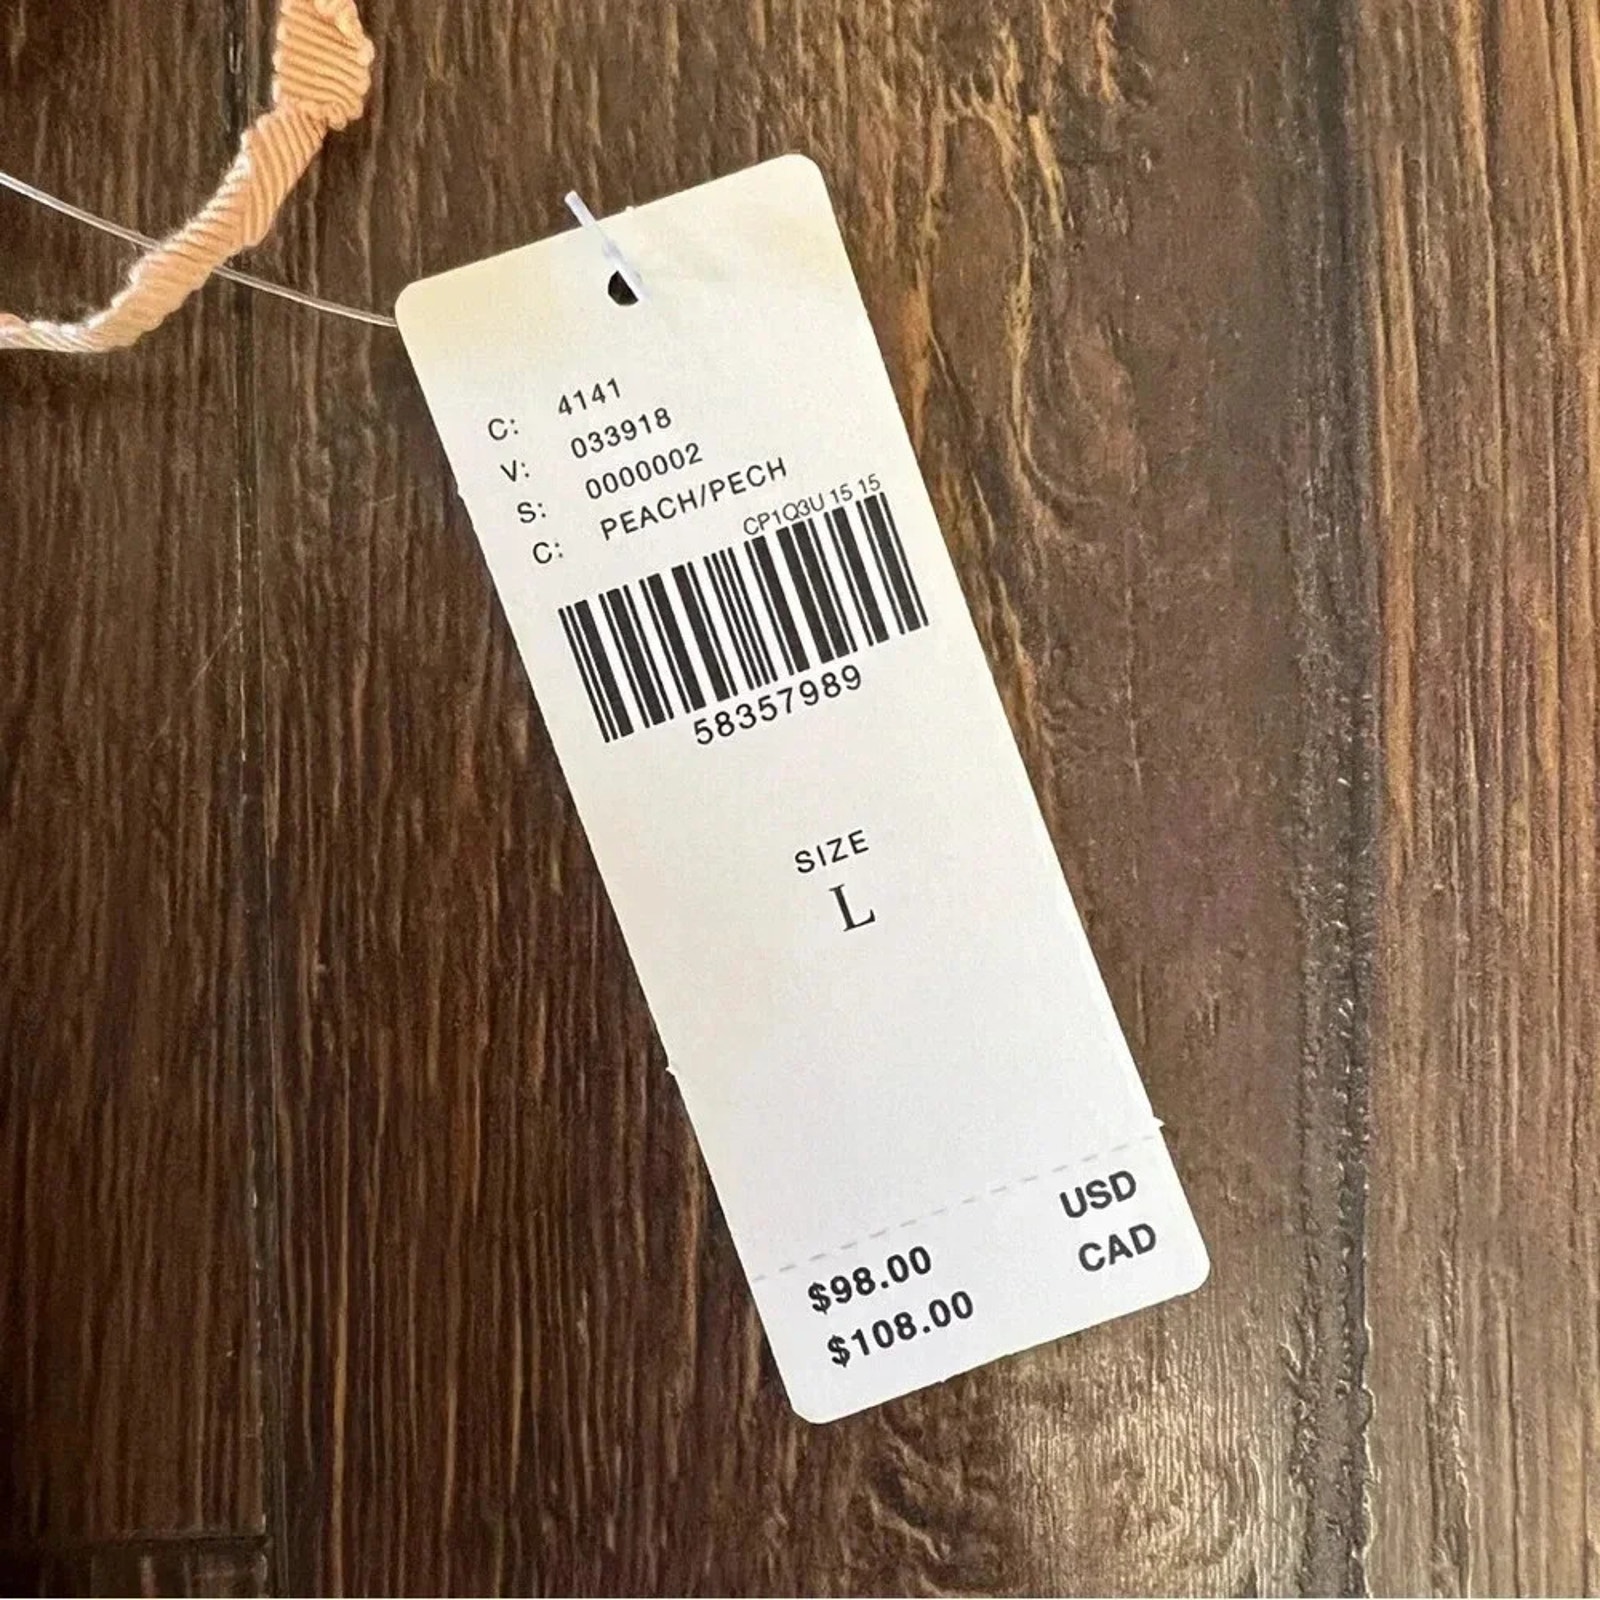 C: 4141
V: 033918
S: 0000002
C: PEACH/PECH
CP1Q3U 15 15
58357989
SIZE
L
$98.00 USD
$108.00 CAD